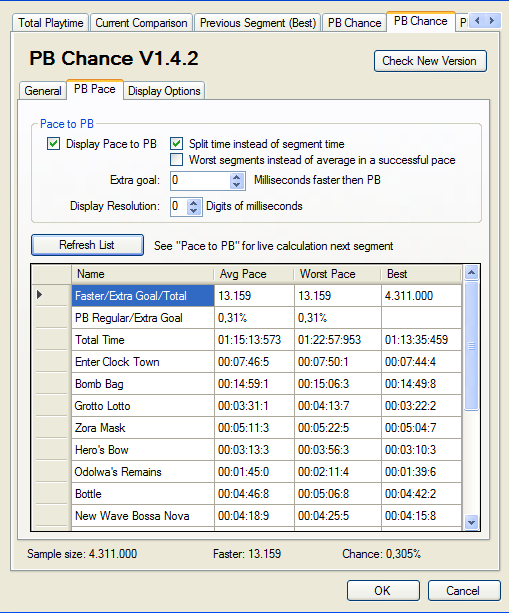 Total Playtime Current Comparison Previous Segment (Best) PB Chance PB Chance P
PB Chance V1.4.2
Check New Version
General PB Pace Display Options
Pace to PB
Display Pace to PB Split time instead of segment time
Worst segments instead of average in a successful pace
Extra goal: 0 Milliseconds faster then PB
Display Resolution: 0 Digits of milliseconds
Refresh List See "Pace to PB" for live calculation next segment
Name Avg Pace Worst Pace Best
Faster/Extra Goal/Total 13.159 13.159 4.311.000
PB Regular/Extra Goal 0,31% 0,31%
Total Time 01:15:13:573 01:22:57:953 01:13:35:459
Enter Clock Town 00:07:46:5 00:07:50:1 00:07:44:4
Bomb Bag 00:14:59:1 00:15:06:3 00:14:49:8
Grotto Lotto 00:03:31:1 00:04:13:7 00:03:22:2
Zora Mask 00:05:11:3 00:05:22:5 00:05:04:7
Hero's Bow 00:03:13:3 00:03:56:3 00:03:10:3
Odolwa's Remains 00:01:45:0 00:02:11:4 00:01:39:6
Bottle 00:04:46:8 00:05:06:8 00:04:42:2
New Wave Bossa Nova 00:04:18:9 00:04:25:5 00:04:15:8
Sample size: 4.311.000 Faster: 13.159 Chance: 0,305%
OK Cancel